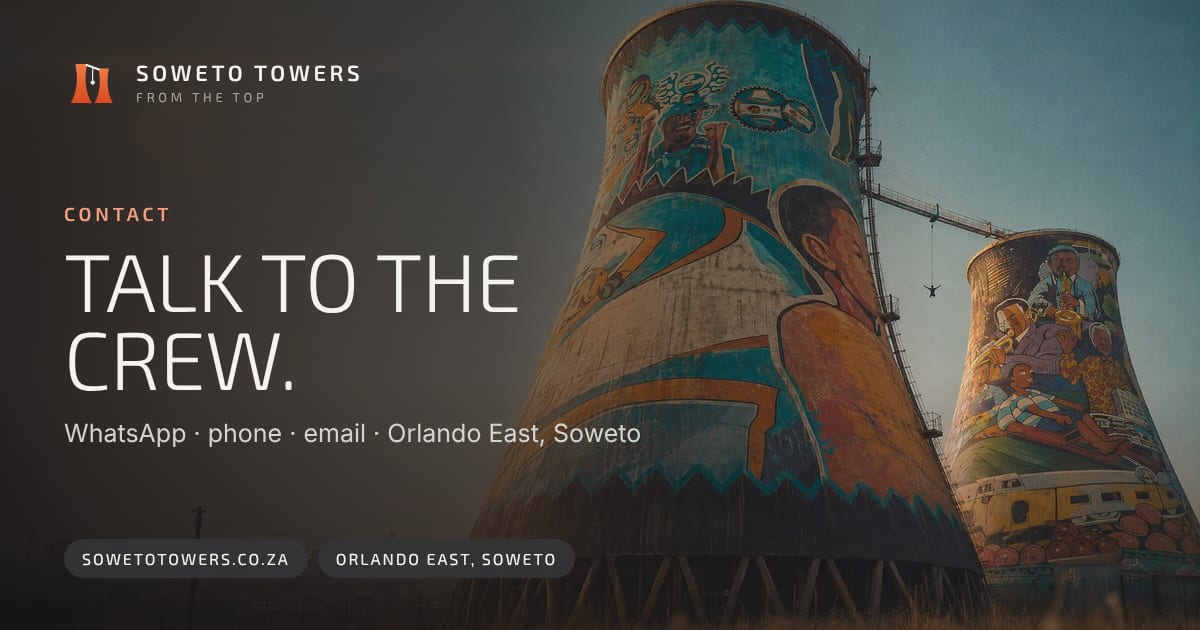 SOWETO TOWERS
FROM THE TOP
CONTACT
TALK TO THE
CREW.
WhatsApp · phone · email · Orlando East, Soweto
SOWETOTOWERS.CO.ZA
ORLANDO EAST, SOWETO